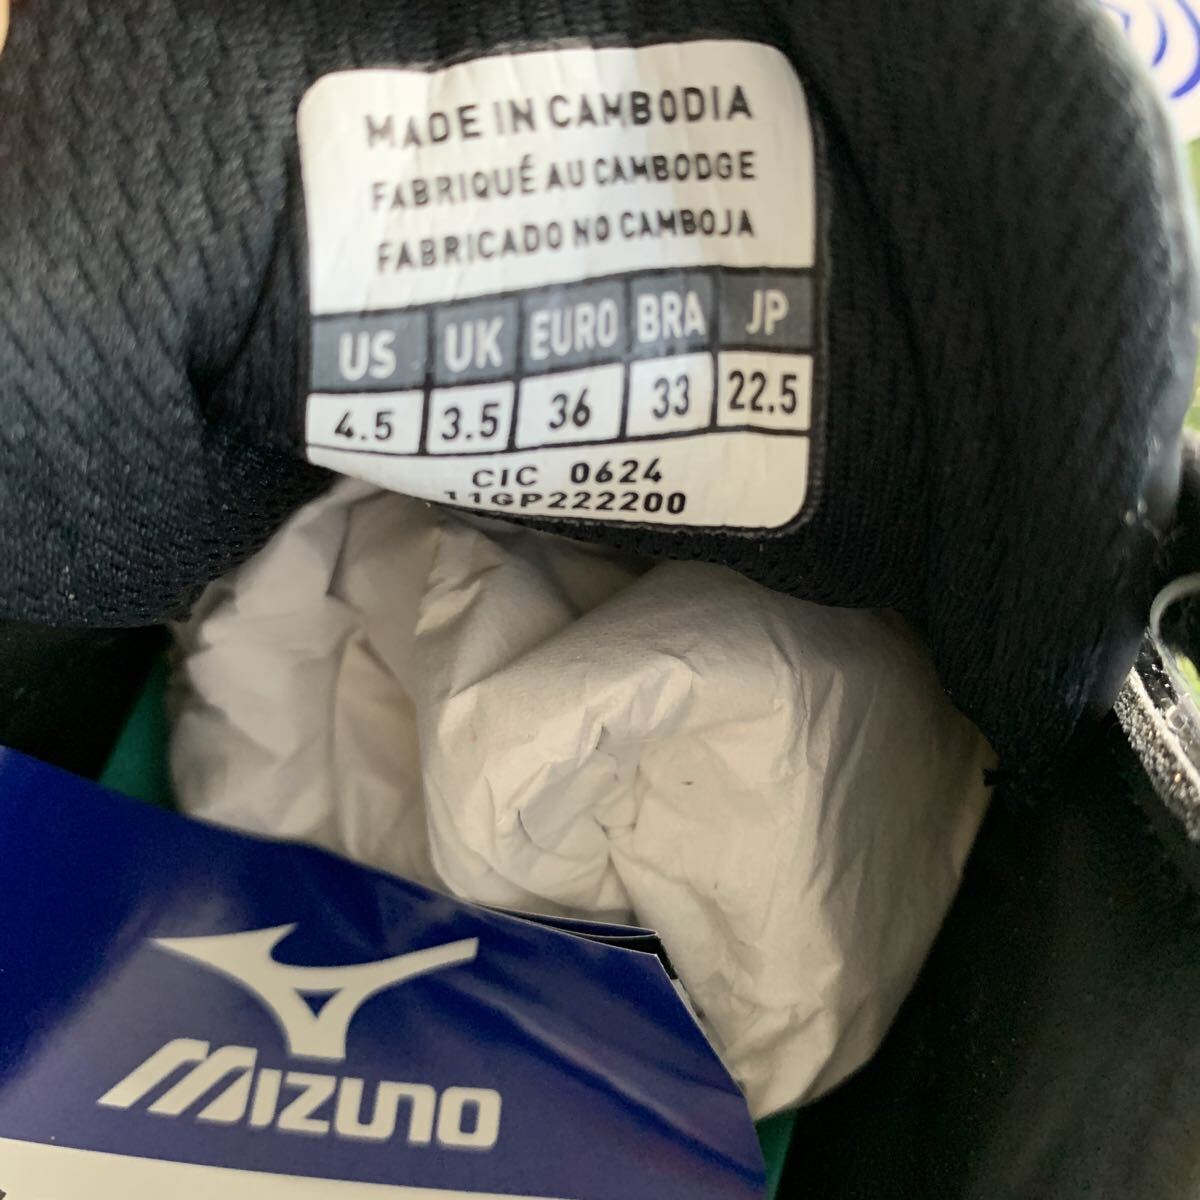 MADE IN CAMBODIA
FABRIQUÉ AU CAMBODGE
FABRICADO NO CAMBOJA
US UK EURO BRA JP
4.5 3.5 36 33 22.5
CIC 0624
11GP222200
MIZUNO